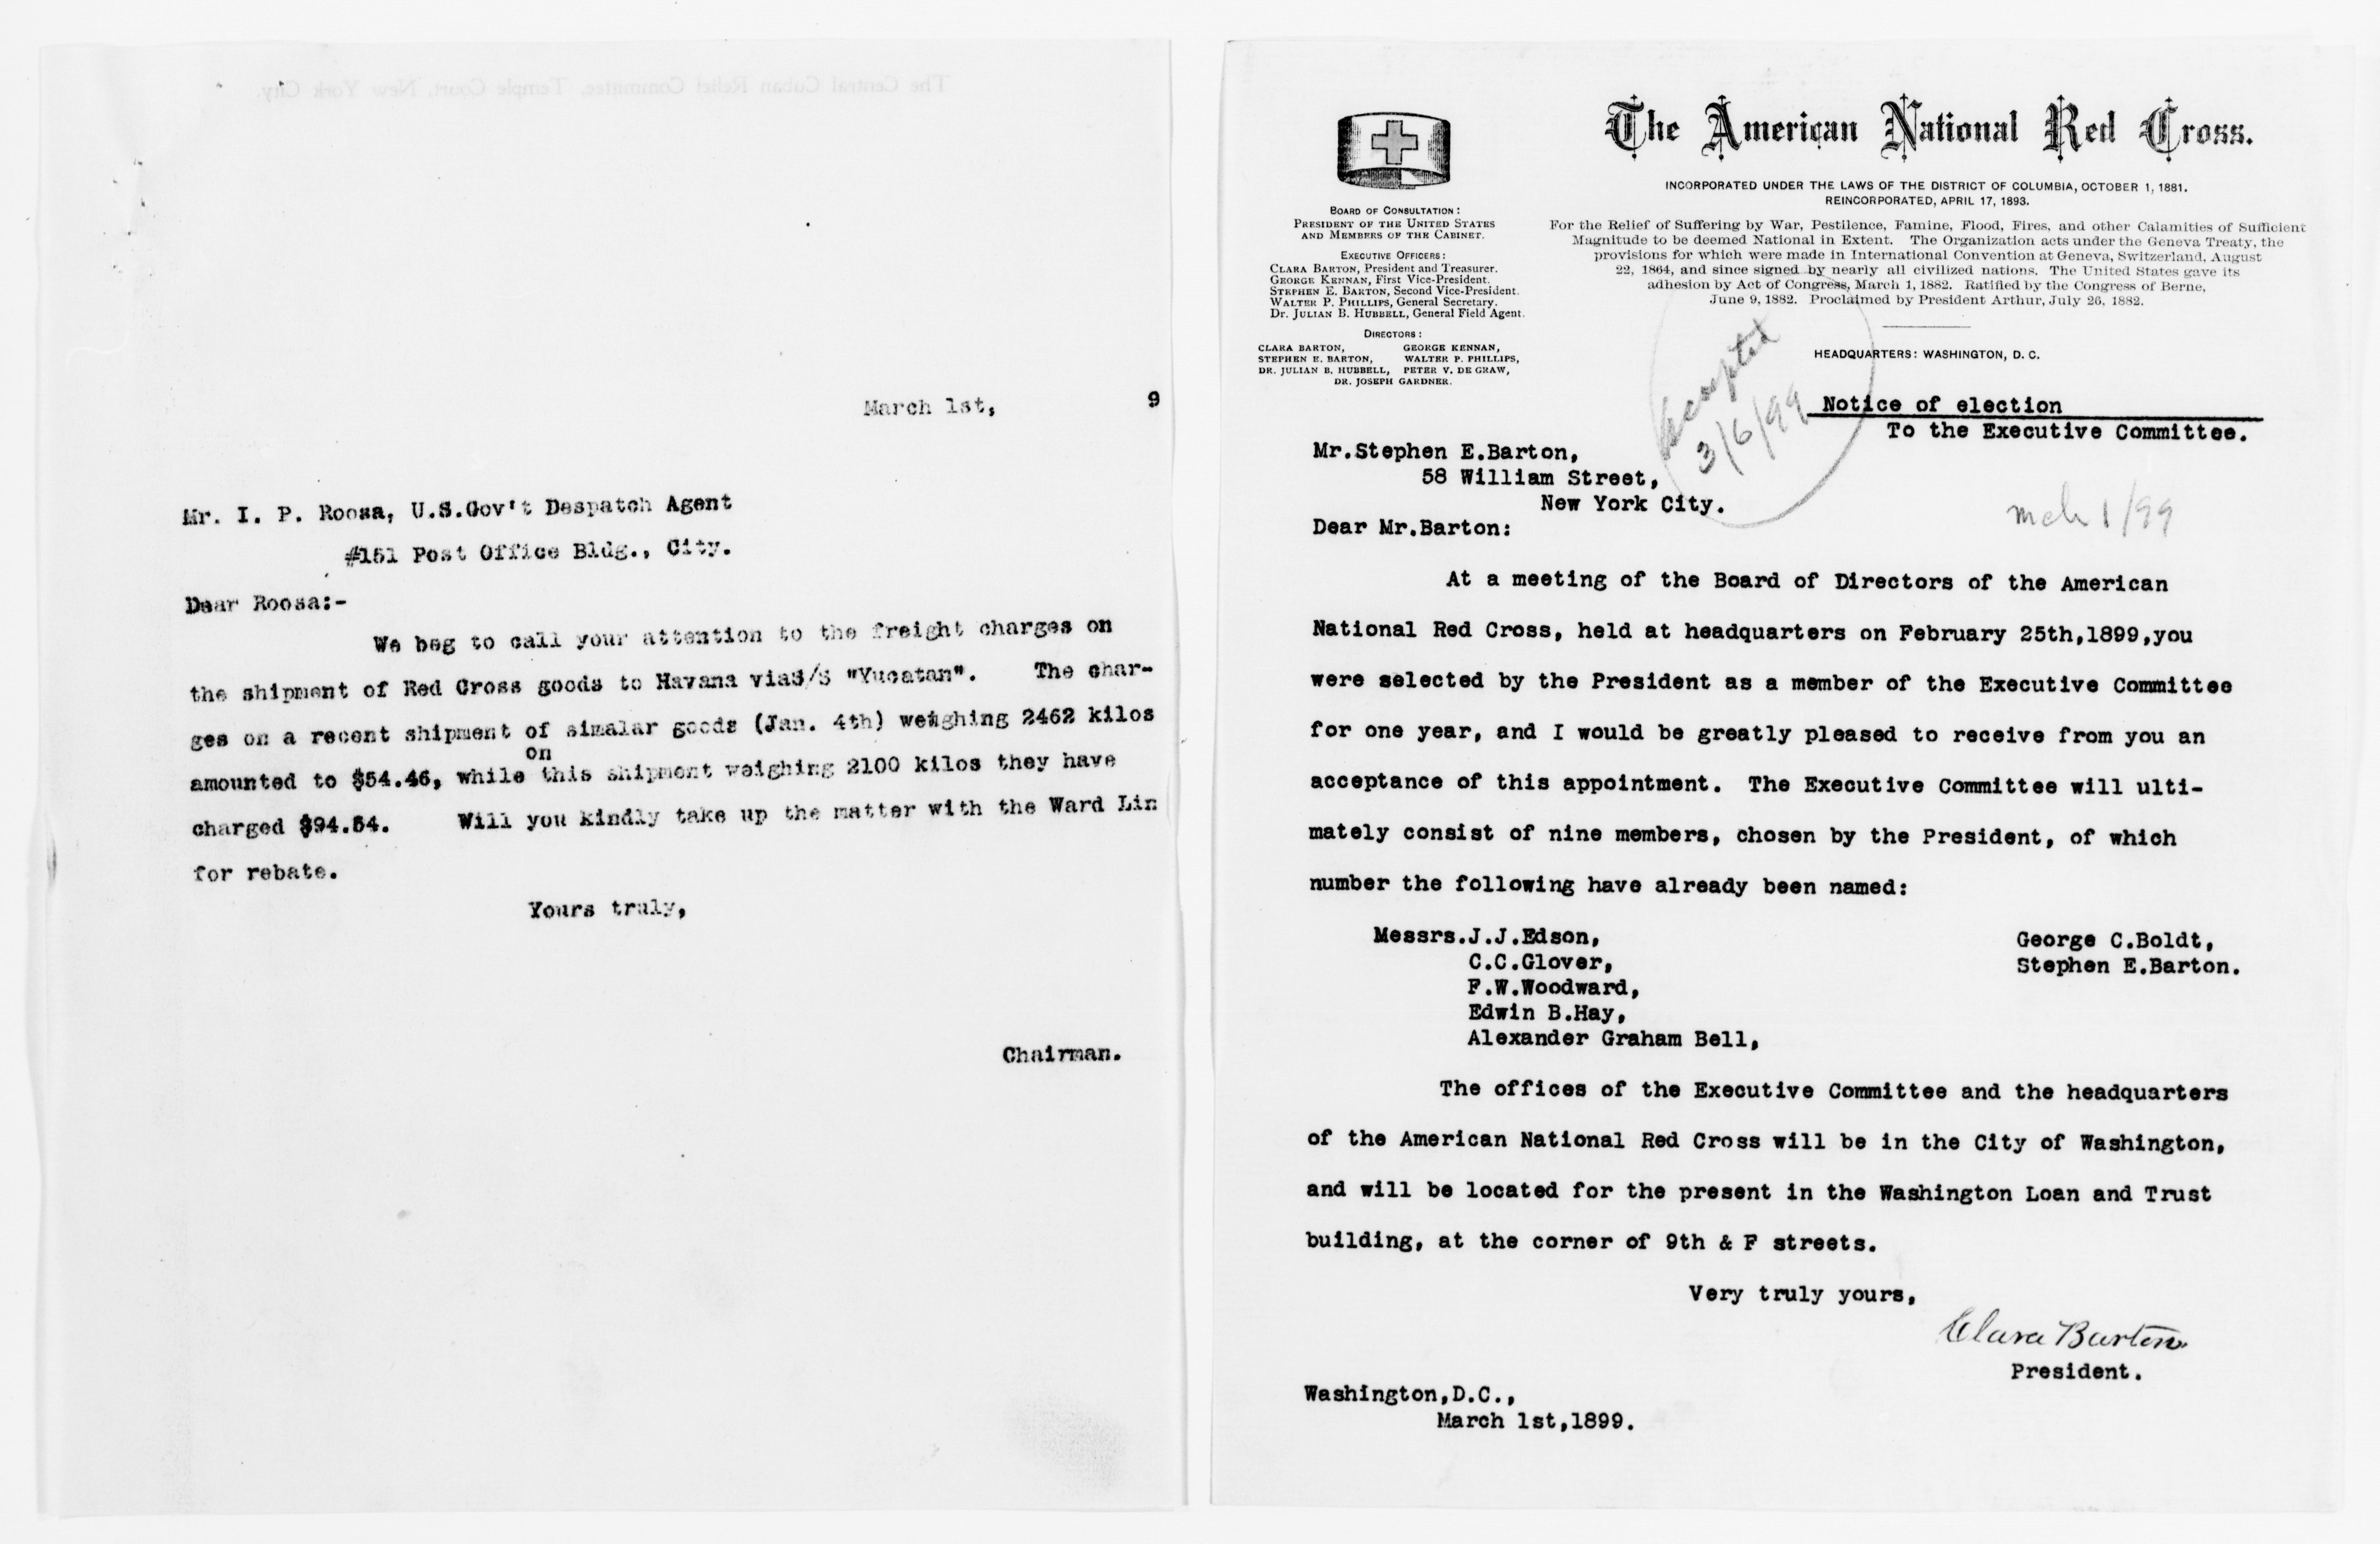 The Central Cuban Relief Committee, Temple Court, New York City.
March 1st, 9
Mr. I. P. Roosa, U.S.Gov't Despatch Agent
#151 Post Office Bldg., City.
Dear Roosa:-
We beg to call your attention to the freight charges on
the shipment of Red Cross goods to Havana viaS/S "Yucatan". The char-
ges on a recent shipment of simalar goods (Jan. 4th) weighing 2462 kilos
on
amounted to $54.46, while this shipment weighing 2100 kilos they have
charged $94.54. Will you kindly take up the matter with the Ward Lin
for rebate.
Yours truly,
Chairman.
The American National Red Cross.
INCORPORATED UNDER THE LAWS OF THE DISTRICT OF COLUMBIA, OCTOBER 1, 1881.
REINCORPORATED, APRIL 17, 1893.
For the Relief of Suffering by War, Pestilence, Famine, Flood, Fires, and other Calamities of Sufficient
Magnitude to be deemed National in Extent. The Organization acts under the Geneva Treaty, the
provisions for which were made in International Convention at Geneva, Switzerland, August
22, 1864, and since signed by nearly all civilized nations. The United States gave its
adhesion by Act of Congress, March 1, 1882. Ratified by the Congress of Berne,
June 9, 1882. Proclaimed by President Arthur, July 26, 1882.
HEADQUARTERS: WASHINGTON, D. C.
BOARD OF CONSULTATION:
PRESIDENT OF THE UNITED STATES
AND MEMBERS OF THE CABINET.
EXECUTIVE OFFICERS:
CLARA BARTON, President and Treasurer.
GEORGE KENNAN, First Vice-President.
STEPHEN E. BARTON, Second Vice-President.
WALTER P. PHILLIPS, General Secretary.
DR. JULIAN B. HUBBELL, General Field Agent.
DIRECTORS:
CLARA BARTON, GEORGE KENNAN,
STEPHEN E. BARTON, WALTER P. PHILLIPS,
DR. JULIAN B. HUBBELL, PETER V. DE GRAW,
DR. JOSEPH GARDNER.
Accepted
3/6/99
Notice of election
To the Executive Committee.
Mr.Stephen E.Barton,
58 William Street,
New York City.
Mch 1/99
Dear Mr.Barton:
At a meeting of the Board of Directors of the American
National Red Cross, held at headquarters on February 25th,1899,you
were selected by the President as a member of the Executive Committee
for one year, and I would be greatly pleased to receive from you an
acceptance of this appointment. The Executive Committee will ulti-
mately consist of nine members, chosen by the President, of which
number the following have already been named:
Messrs.J.J.Edson, George C.Boldt,
C.C.Glover, Stephen E.Barton.
F.W.Woodward,
Edwin B.Hay,
Alexander Graham Bell,
The offices of the Executive Committee and the headquarters
of the American National Red Cross will be in the City of Washington,
and will be located for the present in the Washington Loan and Trust
building, at the corner of 9th & F streets.
Very truly yours,
Clara Barton
President.
Washington,D.C.,
March 1st,1899.